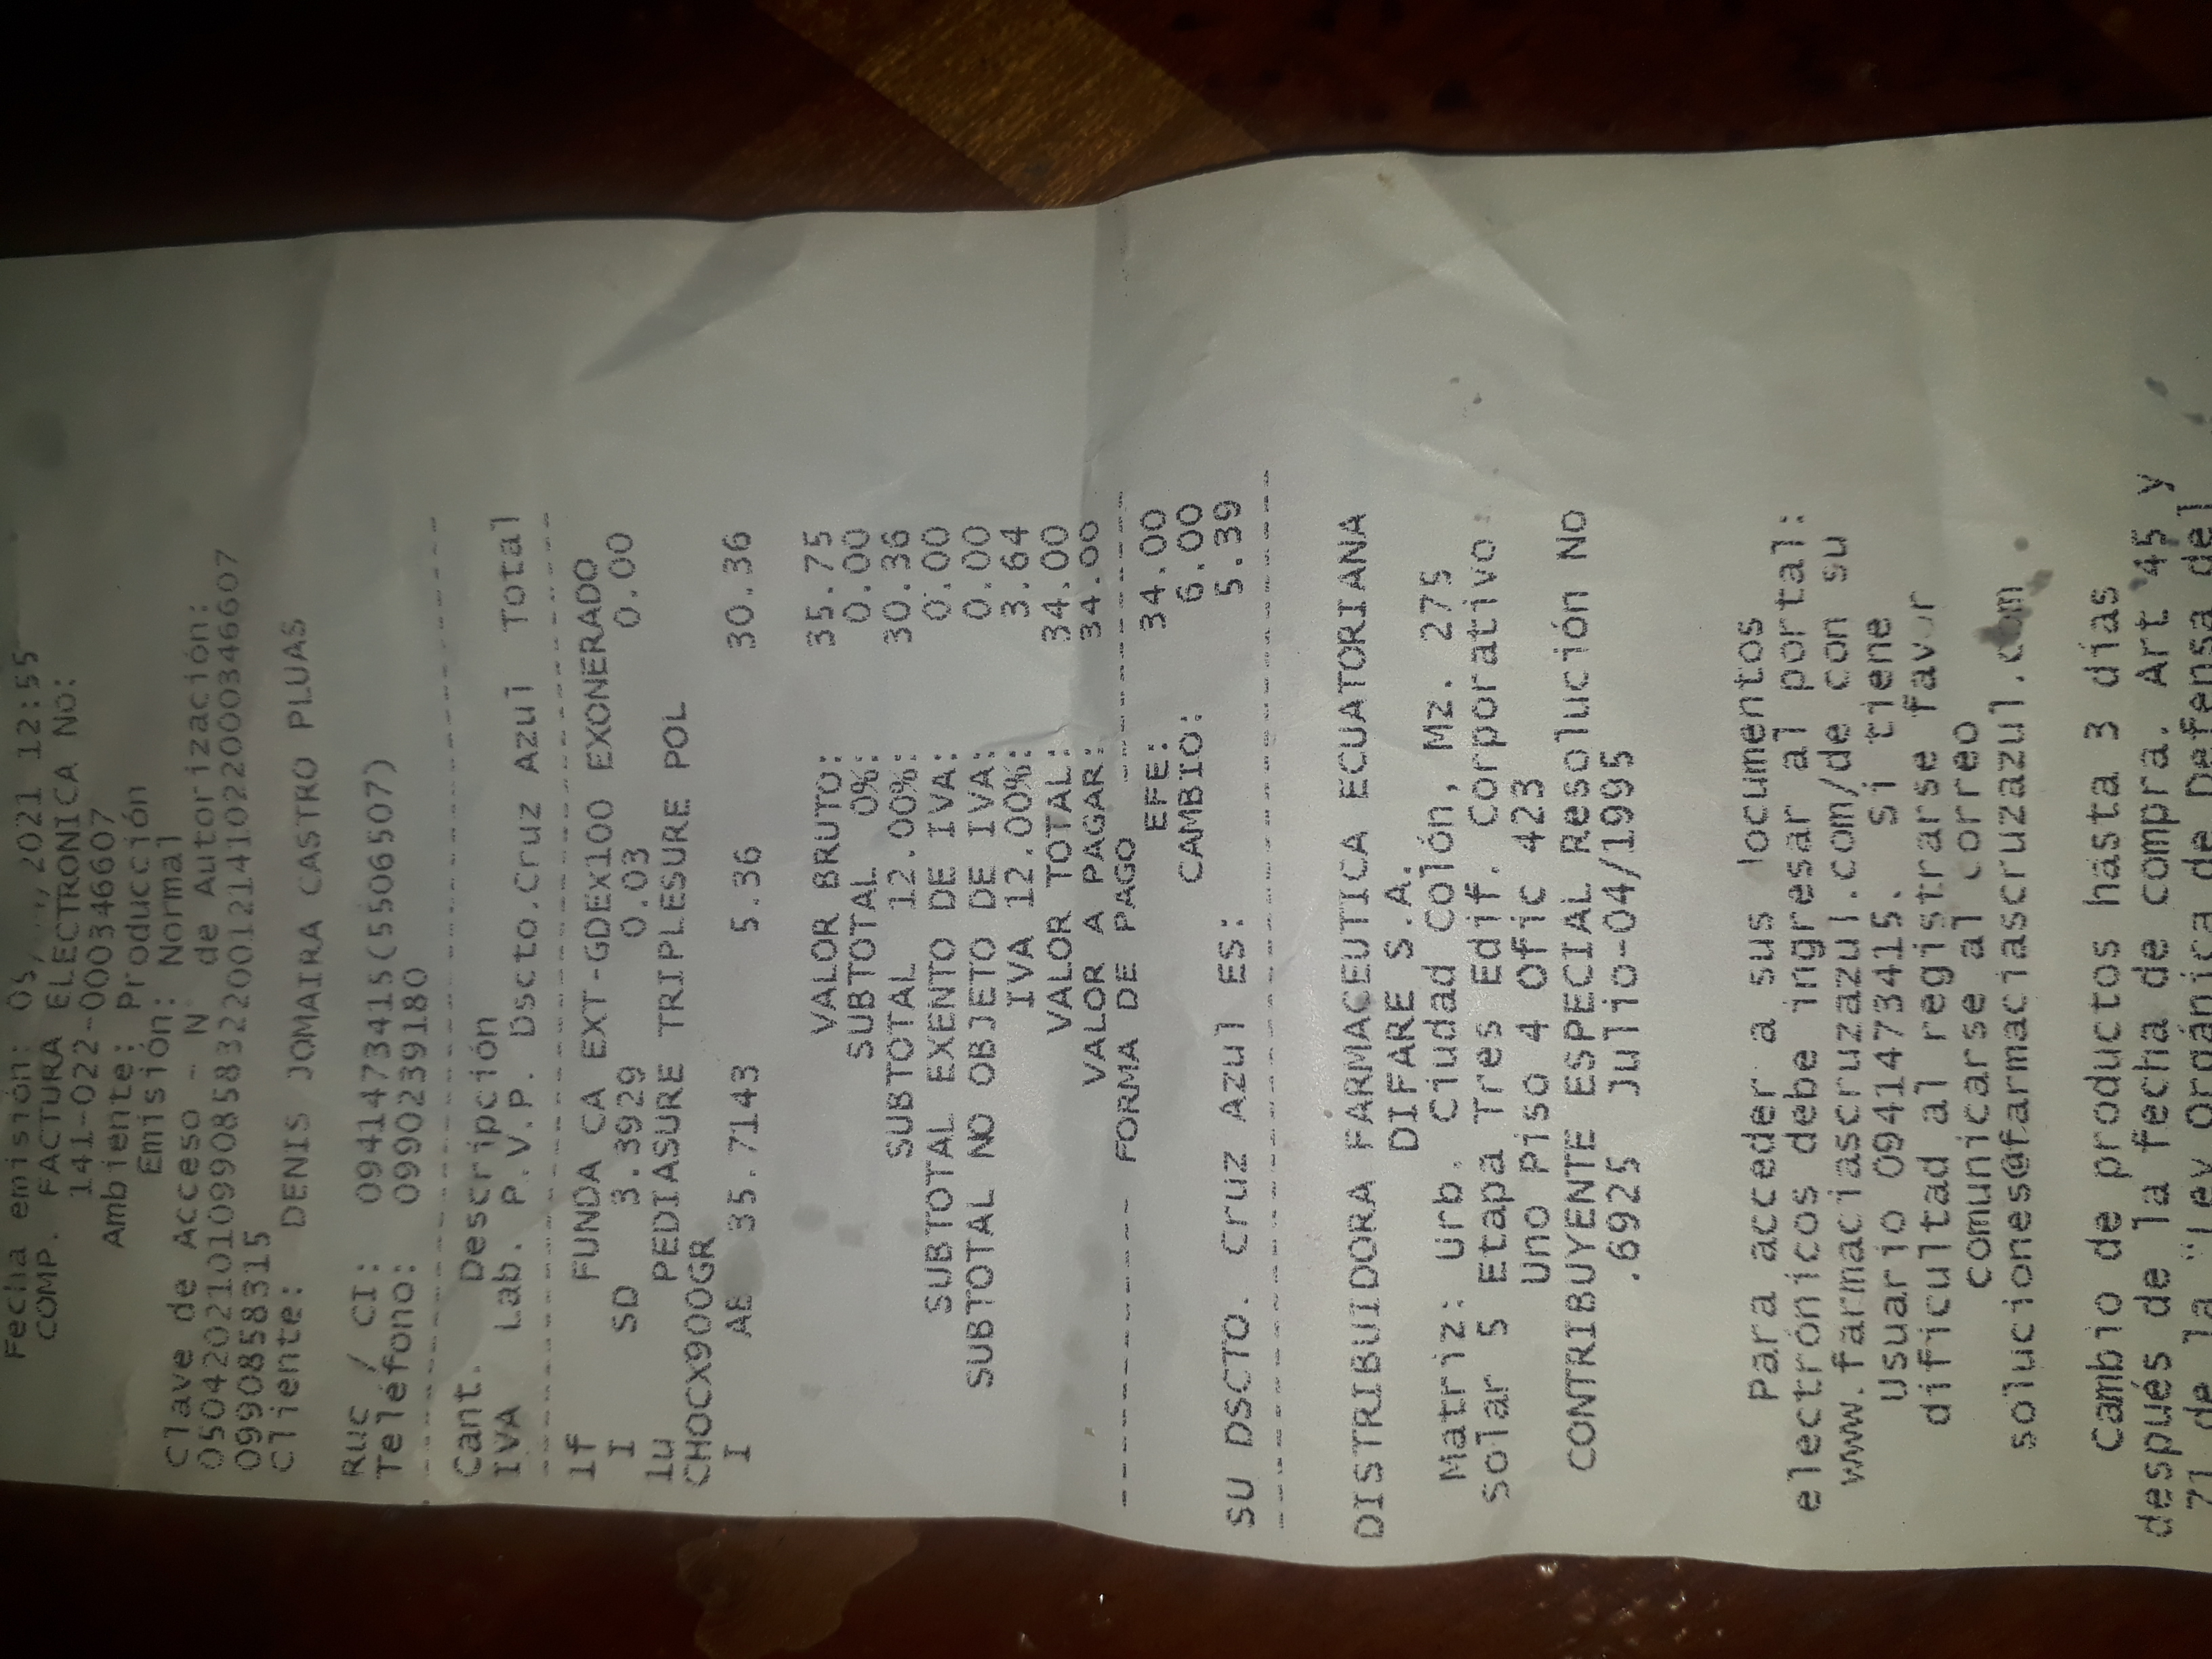 Fecha emisión: 2021 12:55
COMP. FACTURA ELECTRONICA No:
141-022-000346607
Ambiente: Producción
Emisión: Normal
Clave de Acceso - N de Autorización:
050420210109908583220012141022000346607
0990858315
Cliente: DENIS JOMAIRA CASTRO PLUAS
Ruc / CI: 0941473415(5506507)
Teléfono: 0990239180
Cant. Descripción
IVA Lab. P.V.P. Dscto.Cruz Azul Total
1f FUNDA CA EXT-GDEX100 EXONERADO
I SD 3.3929 0.03 0.00
1u PEDIASURE TRIPLESURE POL
CHOCX900GR
I AB 35.7143 5.36 30.36
VALOR BRUTO: 35.75
SUBTOTAL 0%: 0.00
SUBTOTAL 12.00%: 30.36
SUBTOTAL EXENTO DE IVA: 0.00
SUBTOTAL NO OBJETO DE IVA: 0.00
IVA 12.00%: 3.64
VALOR TOTAL: 34.00
VALOR A PAGAR: 34.00
------------ FORMA DE PAGO ------------
EFE: 34.00
CAMBIO: 6.00
SU DSCTO. Cruz Azul ES: 5.39
DISTRIBUIDORA FARMACEUTICA ECUATORIANA
DIFARE S.A.
Matriz: Urb. Ciudad Colón, Mz. 275
Solar 5 Etapa Tres Edif. Corporativo
Uno Piso 4 Ofic 423
CONTRIBUYENTE ESPECIAL Resolución No
.6925 Julio-04/1995
Para acceder a sus documentos
electrónicos debe ingresar al portal:
www.farmaciascruzazul.com/de con su
Usuario 0941473415. Si tiene
dificultad al registrarse favor
comunicarse al correo
soluciones@farmaciascruzazul.com
Cambio de productos hasta 3 días
después de la fecha de compra. Art 45 y
71 de la "Ley Orgánica de Defensa del